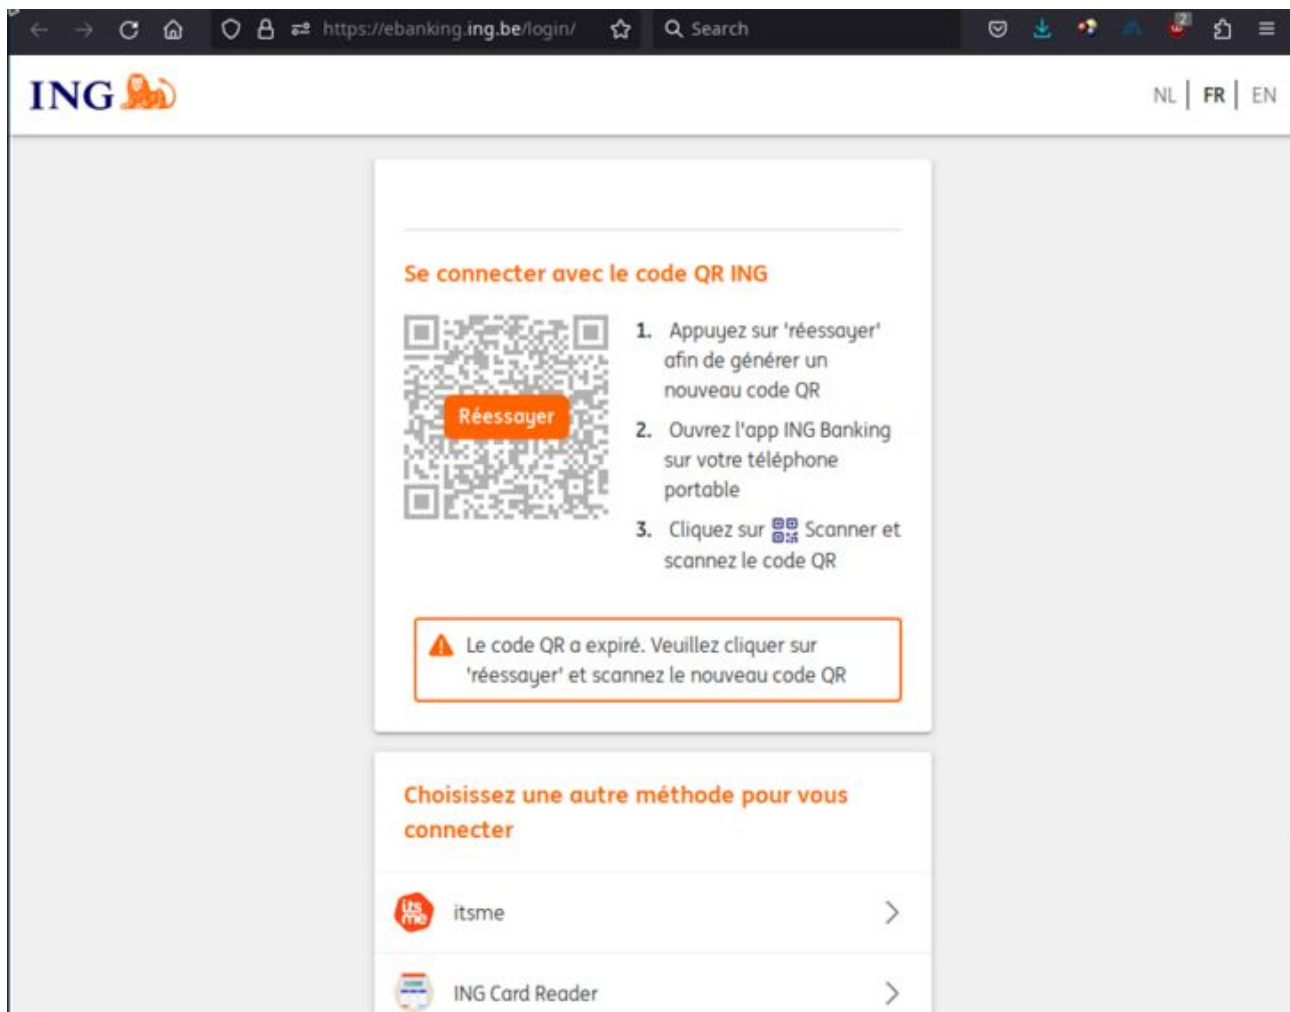 https://ebanking.ing.be/login/
Search
2
ING
NL | FR | EN
Se connecter avec le code QR ING
Réessayer
1. Appuyez sur 'réessayer'
afin de générer un
nouveau code QR
2. Ouvrez l'app ING Banking
sur votre téléphone
portable
3. Cliquez sur Scanner et
scannez le code QR
Le code QR a expiré. Veuillez cliquer sur
'réessayer' et scannez le nouveau code QR
Choisissez une autre méthode pour vous
connecter
its
me
itsme
ING Card Reader